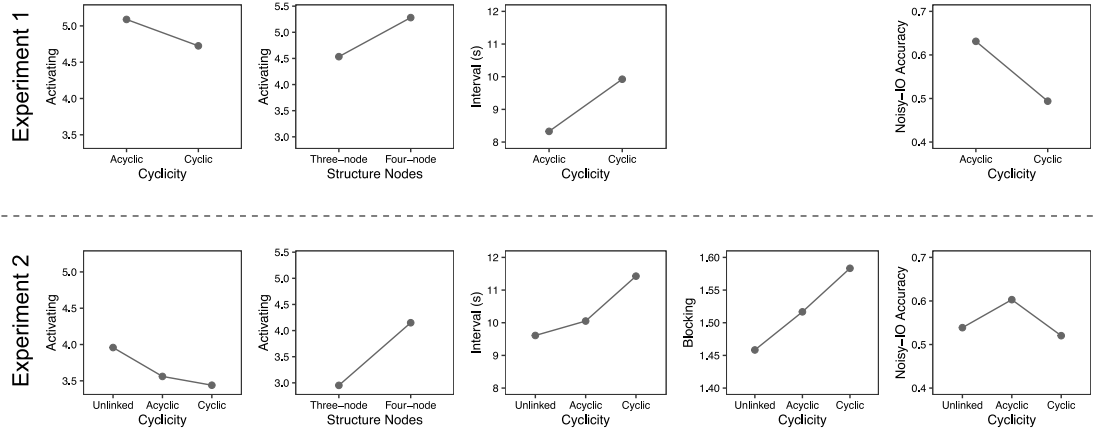 Experiment 1
Activating
5.0
4.5
4.0
3.5
Acyclic Cyclic
Cyclicity
Activating
5.5
5.0
4.5
4.0
3.5
3.0
Three−node Four−node
Structure Nodes
Interval (s)
12
11
10
9
8
Acyclic Cyclic
Cyclicity
Noisy−IO Accuracy
0.7
0.6
0.5
0.4
Acyclic Cyclic
Cyclicity
Experiment 2
Activating
5.0
4.5
4.0
3.5
Unlinked Acyclic Cyclic
Cyclicity
Activating
5.5
5.0
4.5
4.0
3.5
3.0
Three−node Four−node
Structure Nodes
Interval (s)
12
11
10
9
8
Unlinked Acyclic Cyclic
Cyclicity
Blocking
1.60
1.55
1.50
1.45
1.40
Unlinked Acyclic Cyclic
Cyclicity
Noisy−IO Accuracy
0.7
0.6
0.5
0.4
Unlinked Acyclic Cyclic
Cyclicity